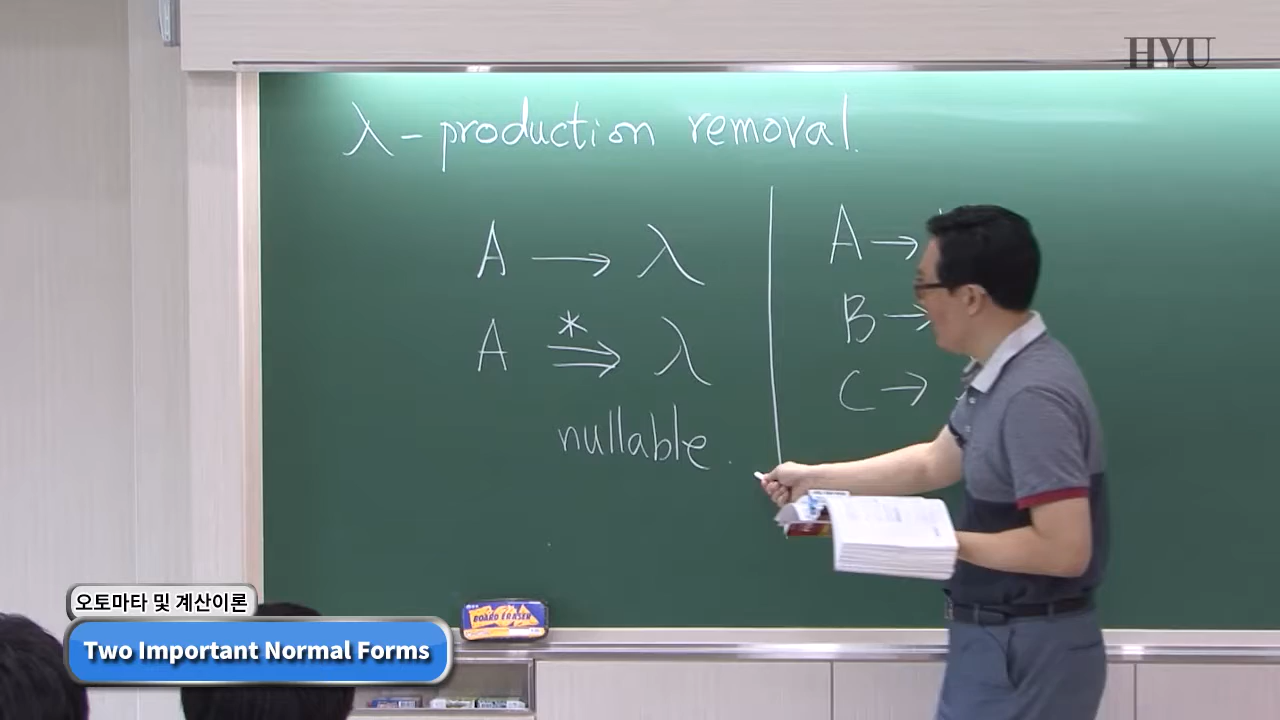 HYU
λ - production removal.
A → λ
A *⇒ λ
nullable.
A →
B →
C →
BOARD ERASER
오토마타 및 계산이론
Two Important Normal Forms